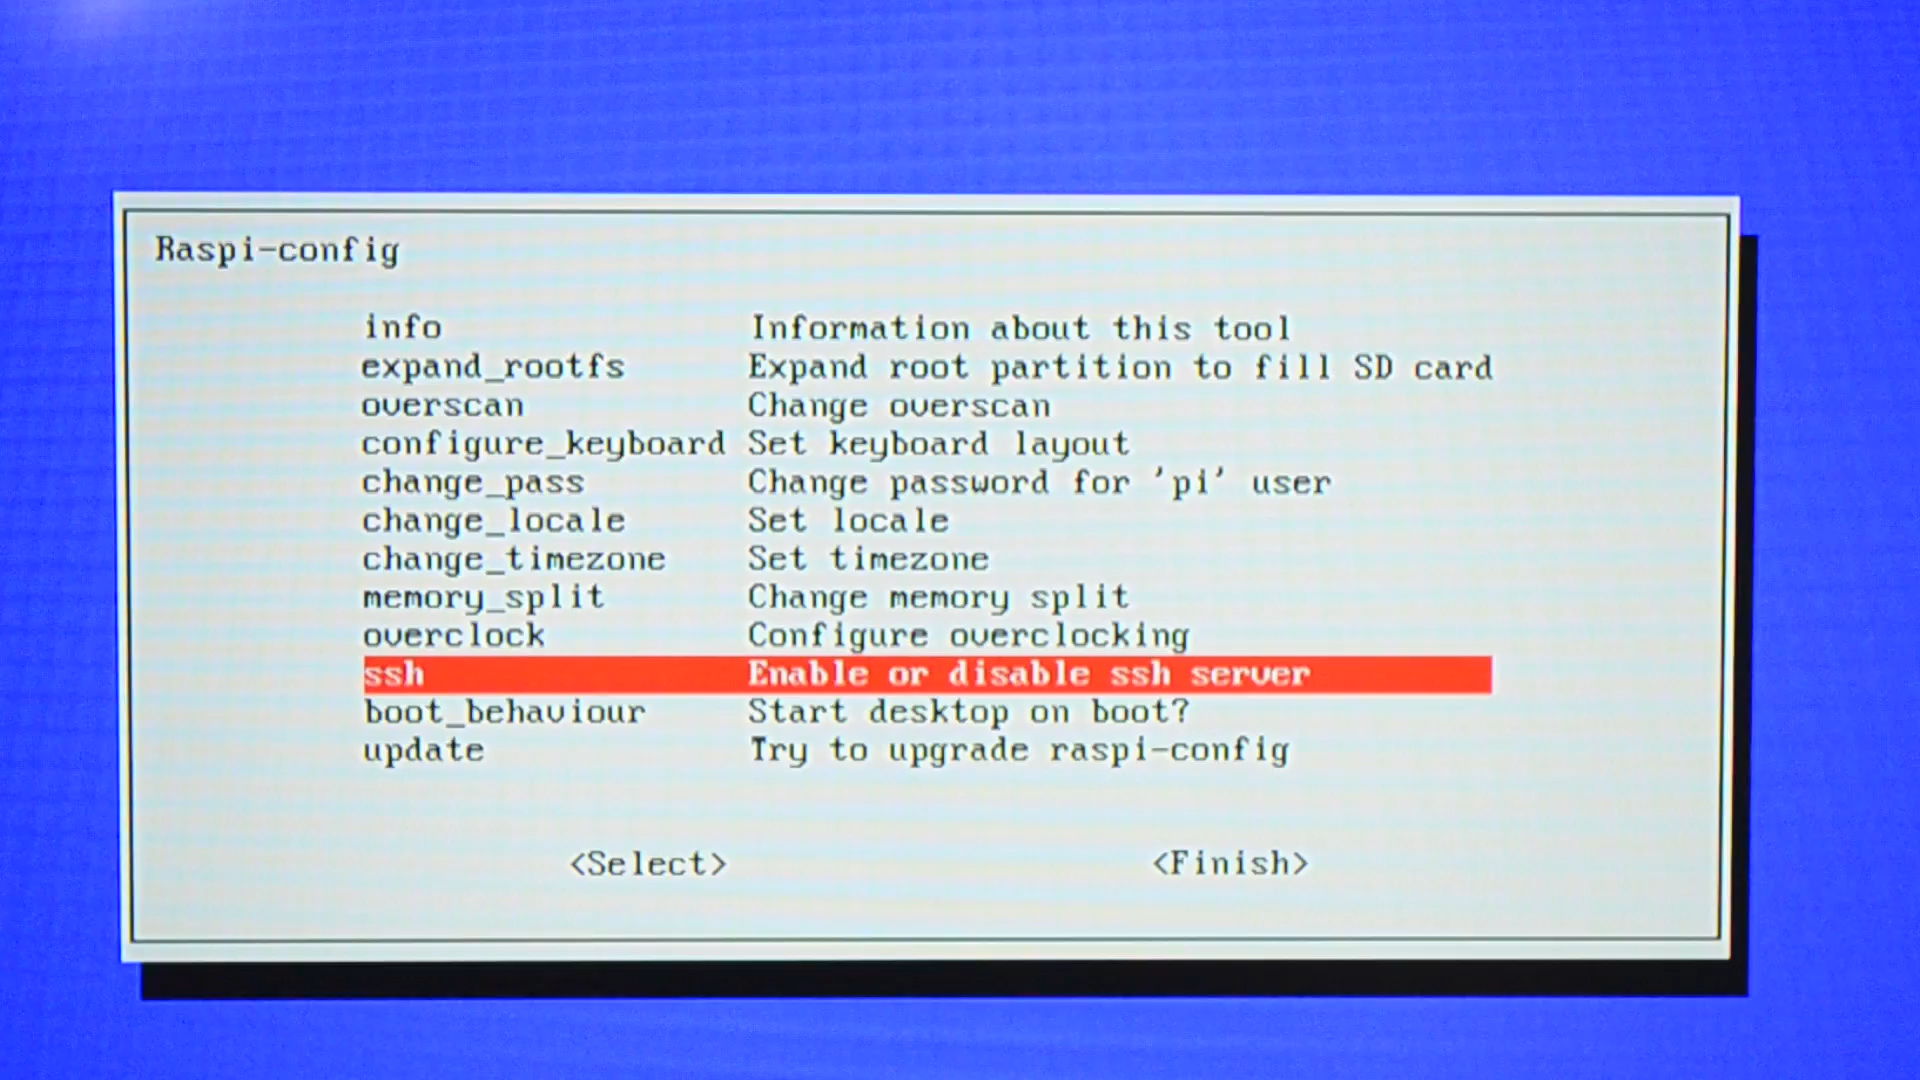 Raspi-config
info Information about this tool
expand_rootfs Expand root partition to fill SD card
overscan Change overscan
configure_keyboard Set keyboard layout
change_pass Change password for 'pi' user
change_locale Set locale
change_timezone Set timezone
memory_split Change memory split
overclock Configure overclocking
ssh Enable or disable ssh server
boot_behaviour Start desktop on boot?
update Try to upgrade raspi-config
<Select> <Finish>